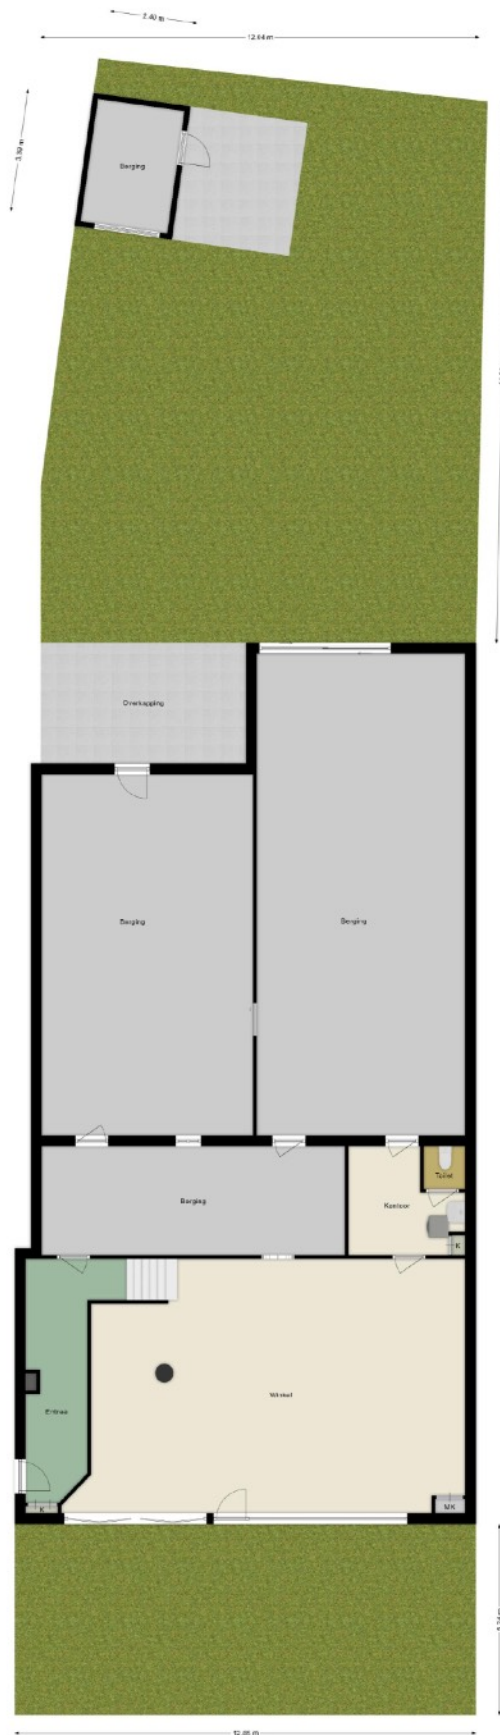 2.40 m
12.64 m
Berging
Overkapping
Berging
Berging
Berging
Toilet
Kantoor
K
Winkel
Entree
K
MK